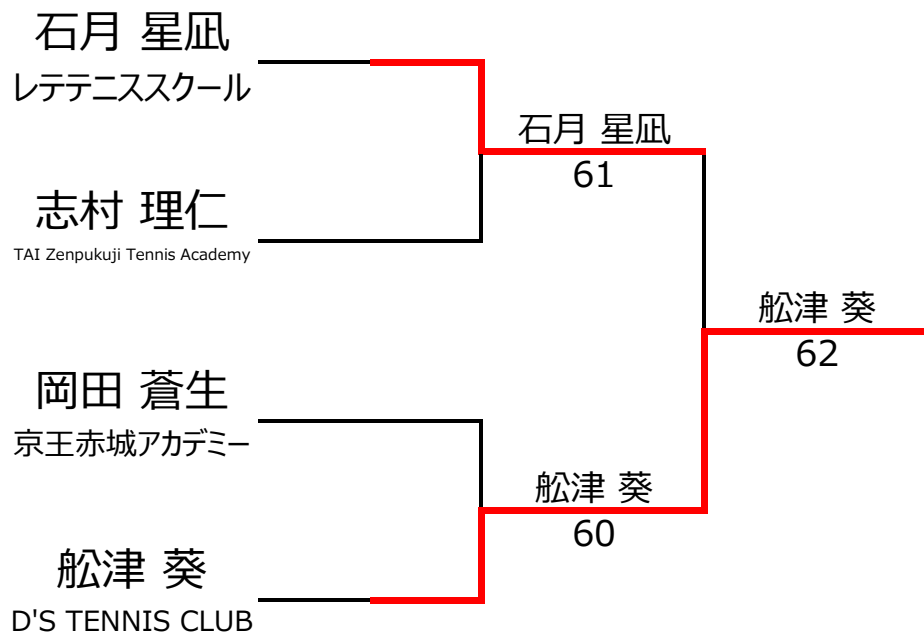 石月 星凪
レテテニススクール
石月 星凪
61
志村 理仁
TAI Zenpukuji Tennis Academy
舩津 葵
62
岡田 蒼生
京王赤城アカデミー
舩津 葵
60
舩津 葵
D'S TENNIS CLUB